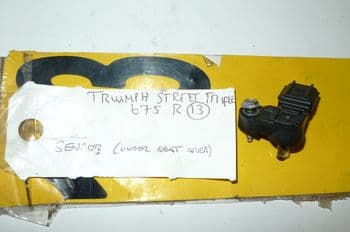 TRIUMPH STREET TRIPLE
675 R 13
SENSOR (UNDER SEAT AREA)